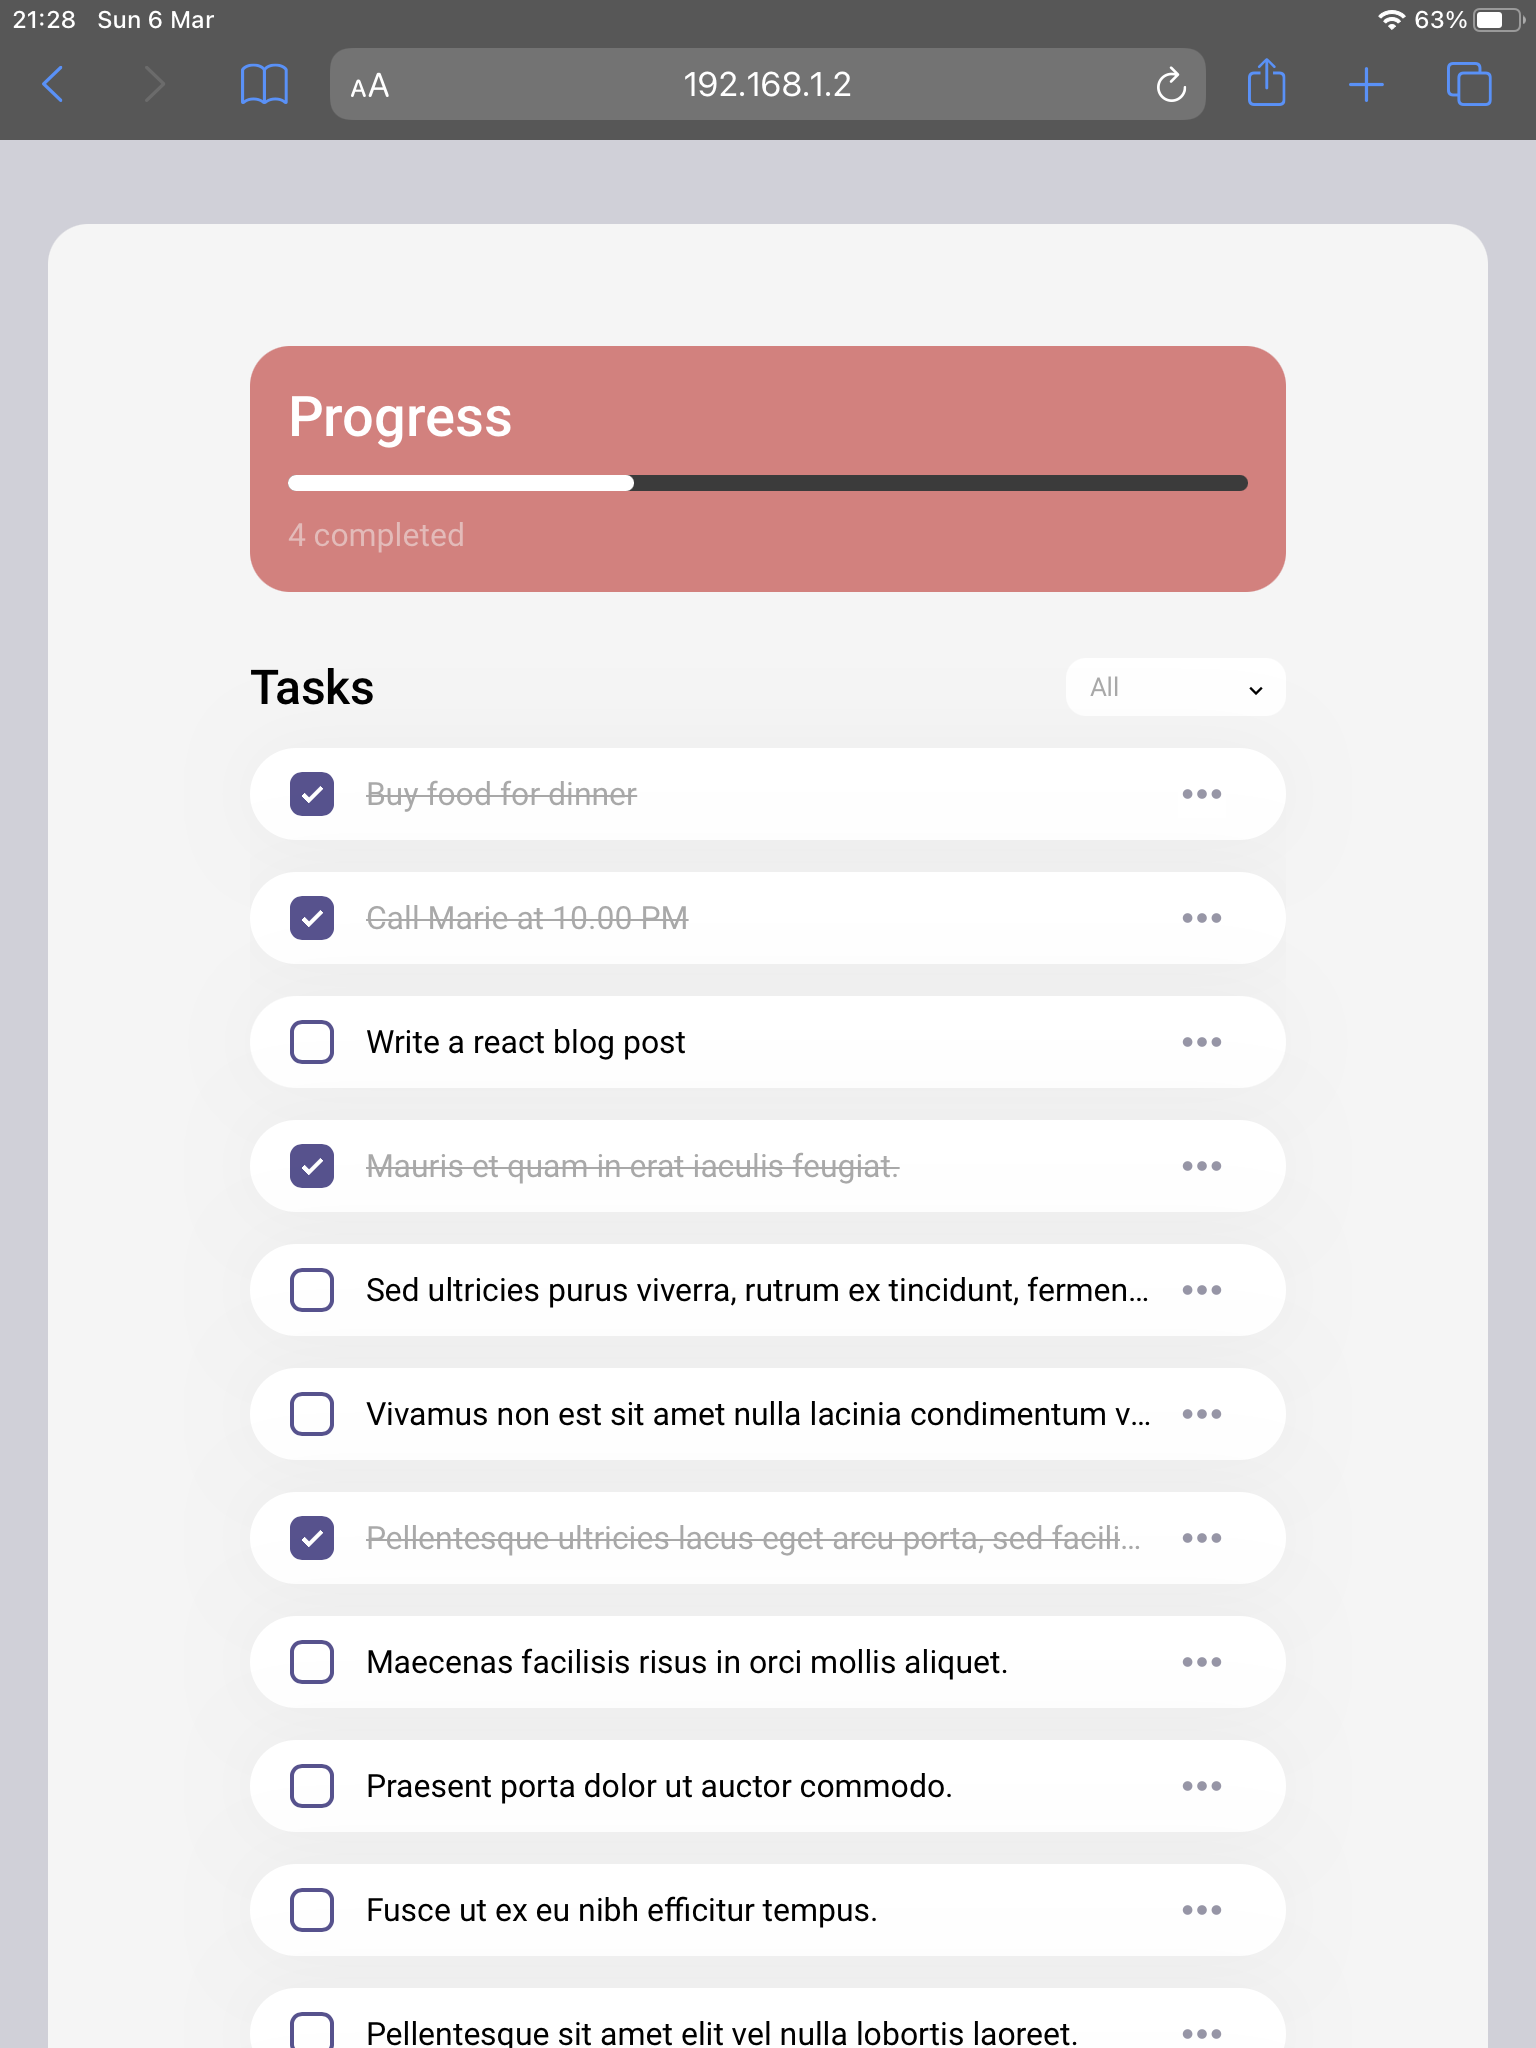 21:28 Sun 6 Mar 63%
AA 192.168.1.2
Progress
4 completed
Tasks All
Buy food for dinner
Call Marie at 10.00 PM
Write a react blog post
Mauris et quam in erat iaculis feugiat.
Sed ultricies purus viverra, rutrum ex tincidunt, fermen...
Vivamus non est sit amet nulla lacinia condimentum v...
Pellentesque ultricies lacus eget arcu porta, sed facili...
Maecenas facilisis risus in orci mollis aliquet.
Praesent porta dolor ut auctor commodo.
Fusce ut ex eu nibh efficitur tempus.
Pellentesque sit amet elit vel nulla lobortis laoreet.